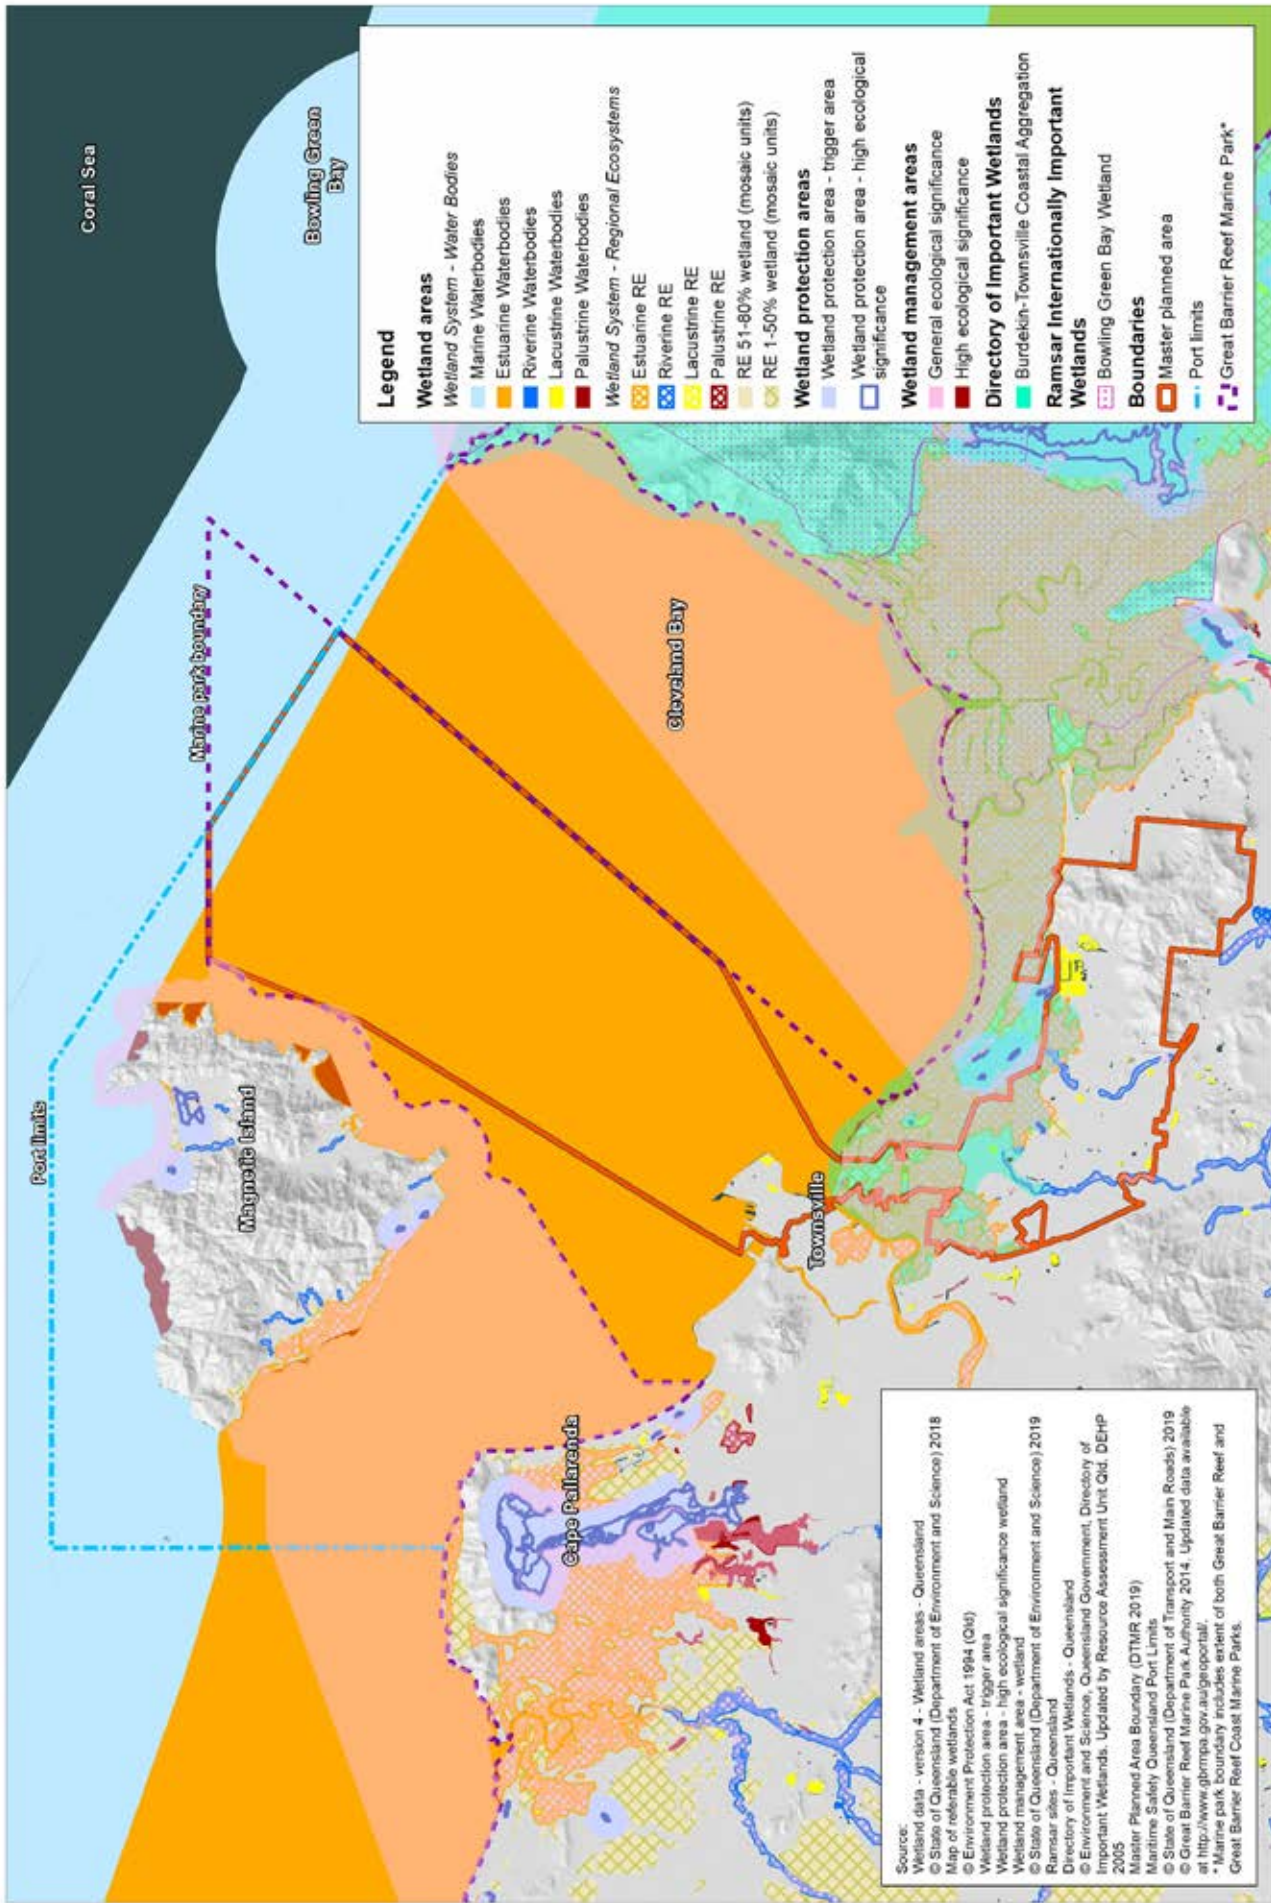 Coral Sea
Bowling Green
Bay
Marine park boundary
Cleveland Bay
Port limits
Magnetic Island
Townsville
Cape Pallarenda
Legend
Wetland areas
Wetland System - Water Bodies
Marine Waterbodies
Estuarine Waterbodies
Riverine Waterbodies
Lacustrine Waterbodies
Palustrine Waterbodies
Wetland System - Regional Ecosystems
Estuarine RE
Riverine RE
Lacustrine RE
Palustrine RE
RE 51-80% wetland (mosaic units)
RE 1-50% wetland (mosaic units)
Wetland protection areas
Wetland protection area - trigger area
Wetland protection area - high ecological
significance
Wetland management areas
General ecological significance
High ecological significance
Directory of Important Wetlands
Burdekin-Townsville Coastal Aggregation
Ramsar Internationally Important
Wetlands
Bowling Green Bay Wetland
Boundaries
Master planned area
Port limits
Great Barrier Reef Marine Park*
Source:
Wetland data - version 4 - Wetland areas - Queensland
© State of Queensland (Department of Environment and Science) 2018
Map of referable wetlands
© Environment Protection Act 1994 (Qld)
Wetland protection area - trigger area
Wetland protection area - high ecological significance wetland
Wetland management area - wetland
© State of Queensland (Department of Environment and Science) 2019
Ramsar sites - Queensland
Directory of Important Wetlands - Queensland
© Environment and Science, Queensland Government, Directory of
Important Wetlands. Updated by Resource Assessment Unit Qld. DEHP
2005
Master Planned Area Boundary (DTMR 2019)
Maritime Safety Queensland Port Limits
© State of Queensland (Department of Transport and Main Roads) 2019
© Great Barrier Reef Marine Park Authority 2014. Updated data available
at http://www.gbrmpa.gov.au/geoportal/.
*Marine park boundary includes extent of both Great Barrier Reef and
Great Barrier Reef Coast Marine Parks.